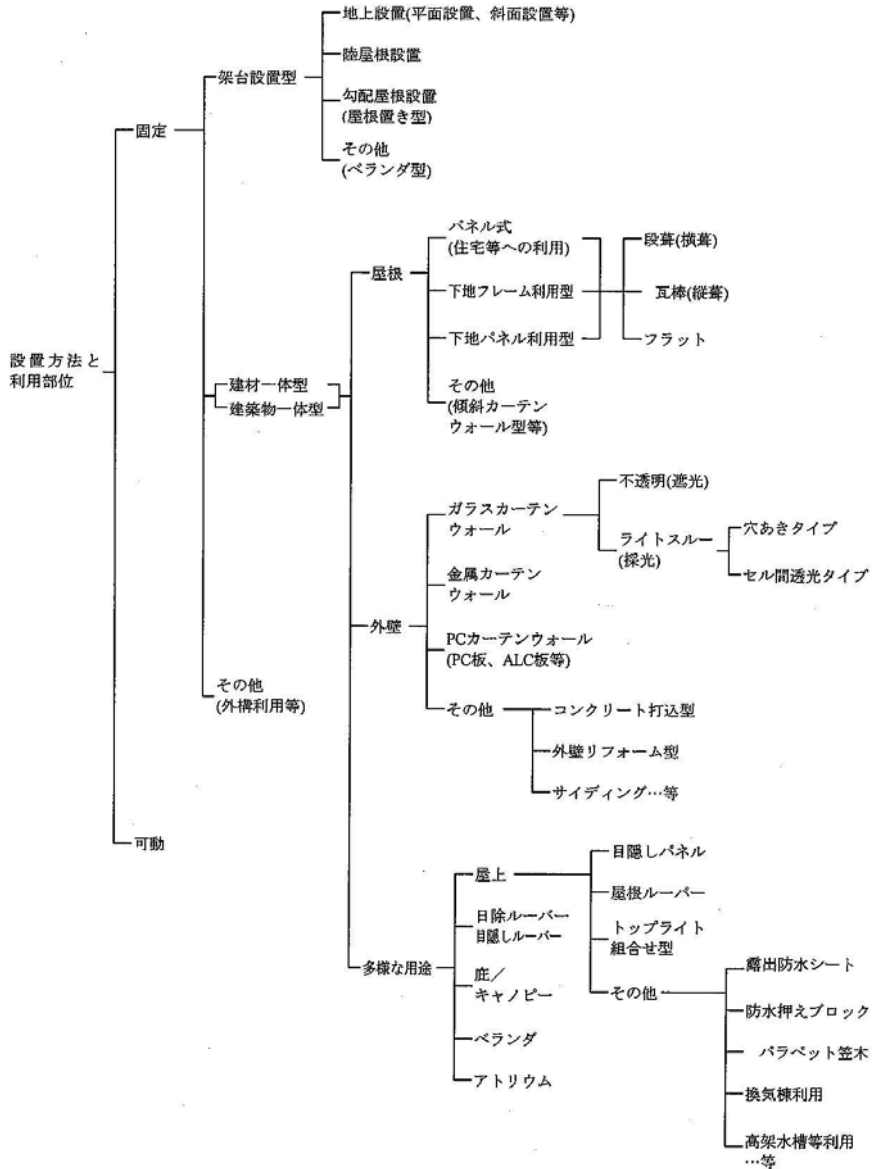 設置方法と
利用部位
固定
架台設置型
地上設置(平面設置、斜面設置等)
陸屋根設置
勾配屋根設置
(屋根置き型)
その他
(ベランダ型)
建材一体型
建築物一体型
屋根
パネル式
(住宅等への利用)
下地フレーム利用型
下地パネル利用型
段葺(横葺)
瓦棒(縦葺)
フラット
その他
(傾斜カーテン
ウォール型等)
外壁
ガラスカーテン
ウォール
不透明(遮光)
ライトスルー
(採光)
穴あきタイプ
セル間透光タイプ
金属カーテン
ウォール
PCカーテンウォール
(PC板、ALC板等)
その他
コンクリート打込型
外壁リフォーム型
サイディング…等
多様な用途
屋上
目隠しパネル
屋根ルーバー
トップライト
組合せ型
その他
露出防水シート
防水押えブロック
パラペット笠木
換気棟利用
高架水槽等利用
…等
日除ルーバー
目隠しルーバー
庇／
キャノピー
ベランダ
アトリウム
その他
(外構利用等)
可動